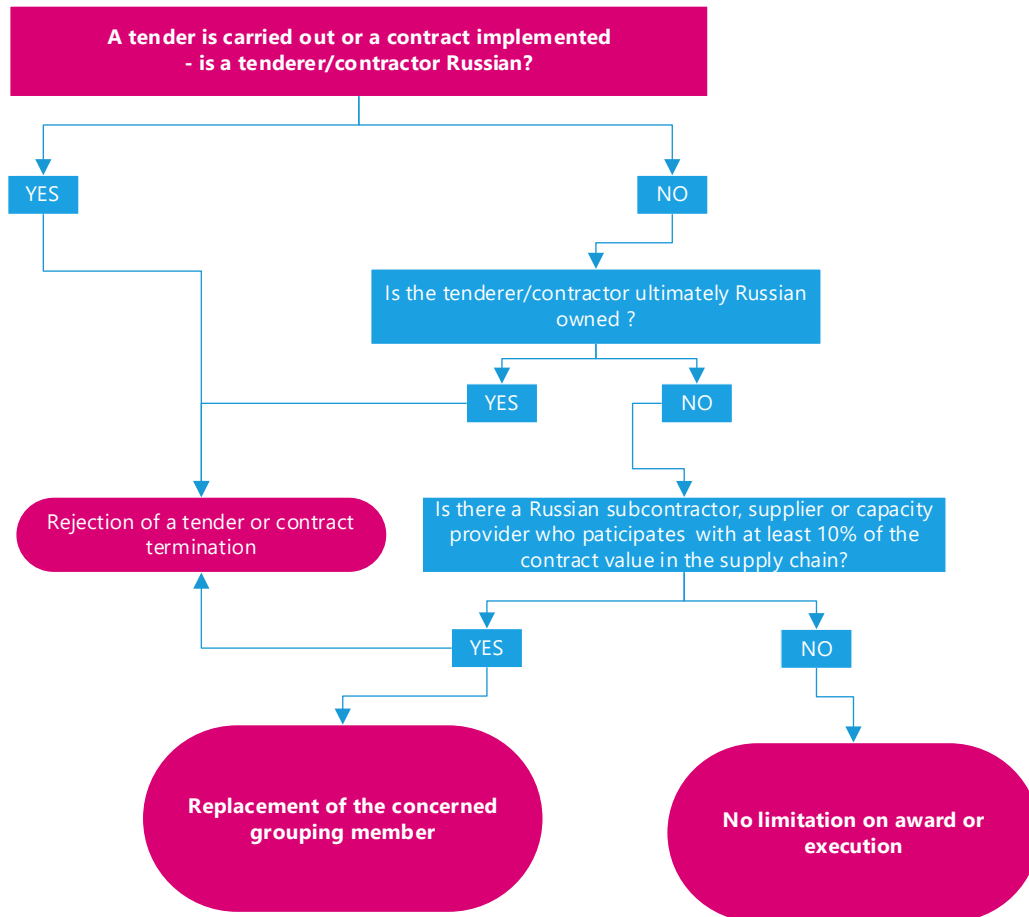 A tender is carried out or a contract implemented
- is a tenderer/contractor Russian?
YES
NO
Is the tenderer/contractor ultimately Russian
owned ?
YES
NO
Rejection of a tender or contract
termination
Is there a Russian subcontractor, supplier or capacity
provider who paticipates with at least 10% of the
contract value in the supply chain?
YES
NO
Replacement of the concerned
grouping member
No limitation on award or
execution